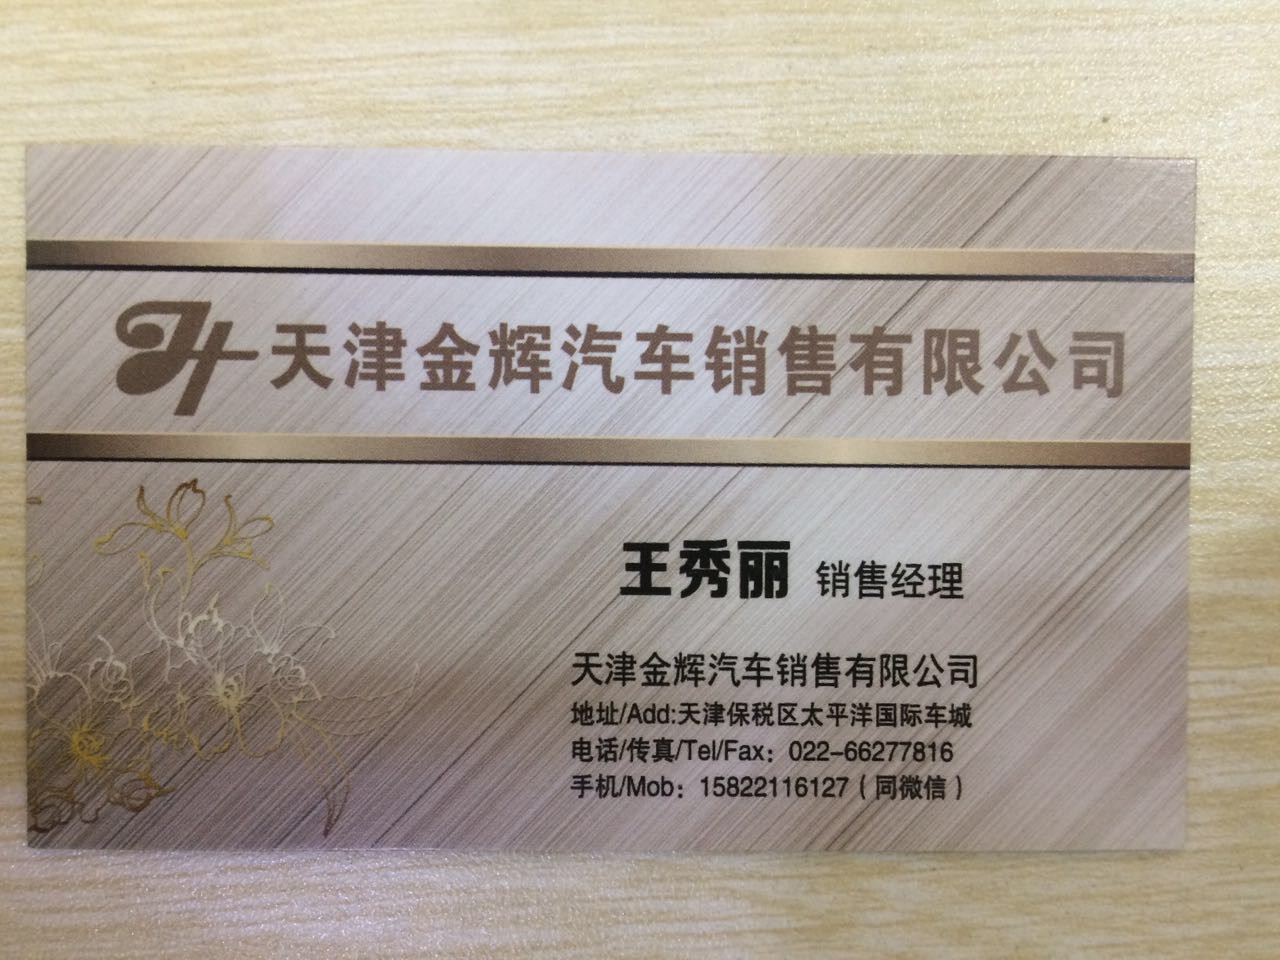 天津金辉汽车销售有限公司
王秀丽 销售经理
天津金辉汽车销售有限公司
地址/Add:天津保税区太平洋国际车城
电话/传真/Tel/Fax：022-66277816
手机/Mob：15822116127（同微信）